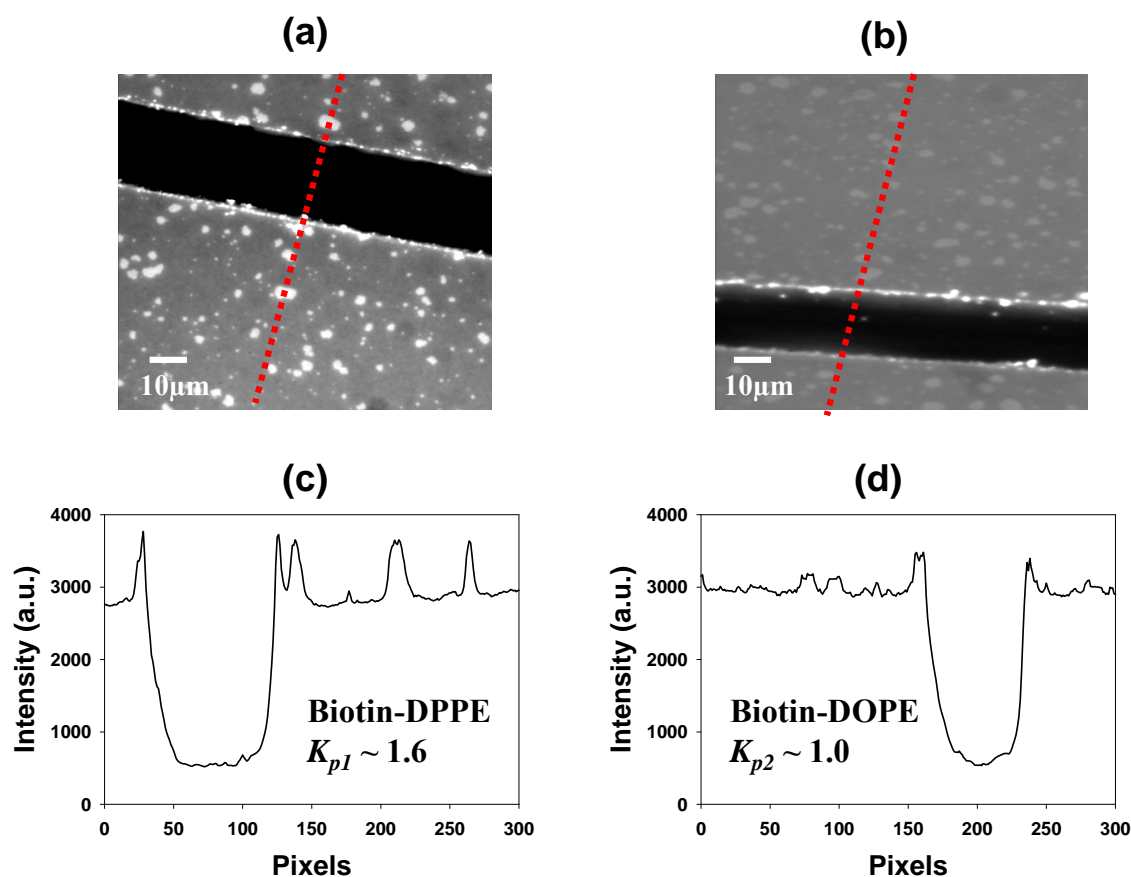 (a)
(b)
10µm
10µm
(c)
(d)
4000
3000
2000
1000
0
Intensity (a.u.)
0 50 100 150 200 250 300
Pixels
Biotin-DPPE
Kp1 ~ 1.6
4000
3000
2000
1000
0
Intensity (a.u.)
0 50 100 150 200 250 300
Pixels
Biotin-DOPE
Kp2 ~ 1.0